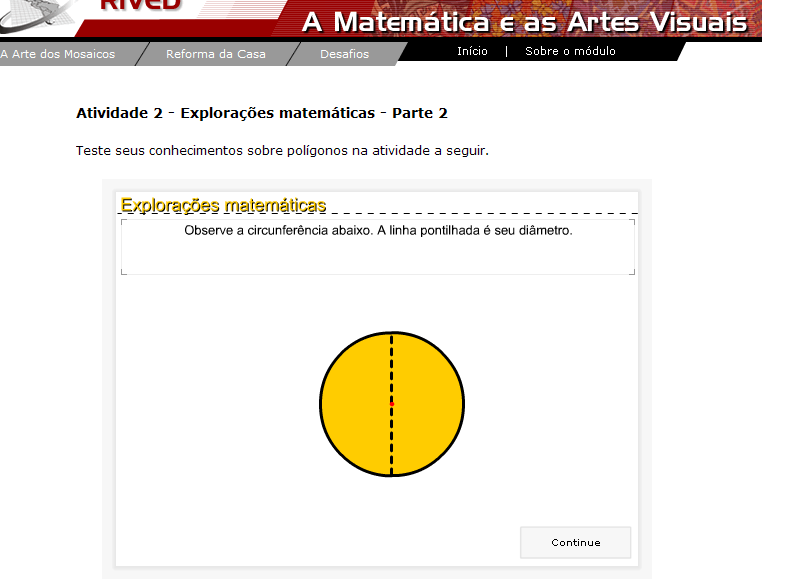 RIVED
A Matemática e as Artes Visuais
A Arte dos Mosaicos Reforma da Casa Desafios Início | Sobre o módulo
Atividade 2 - Explorações matemáticas - Parte 2
Teste seus conhecimentos sobre polígonos na atividade a seguir.
Explorações matemáticas
Observe a circunferência abaixo. A linha pontilhada é seu diâmetro.
Continue